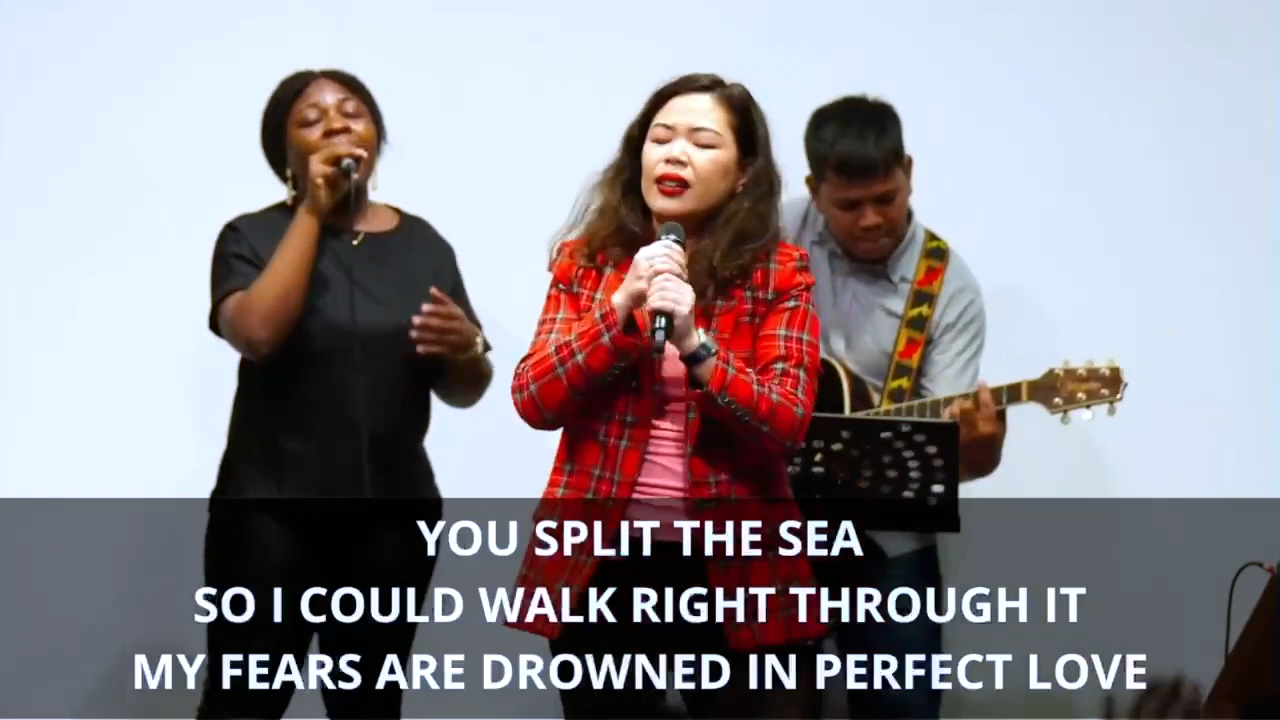 YOU SPLIT THE SEA
SO I COULD WALK RIGHT THROUGH IT
MY FEARS ARE DROWNED IN PERFECT LOVE